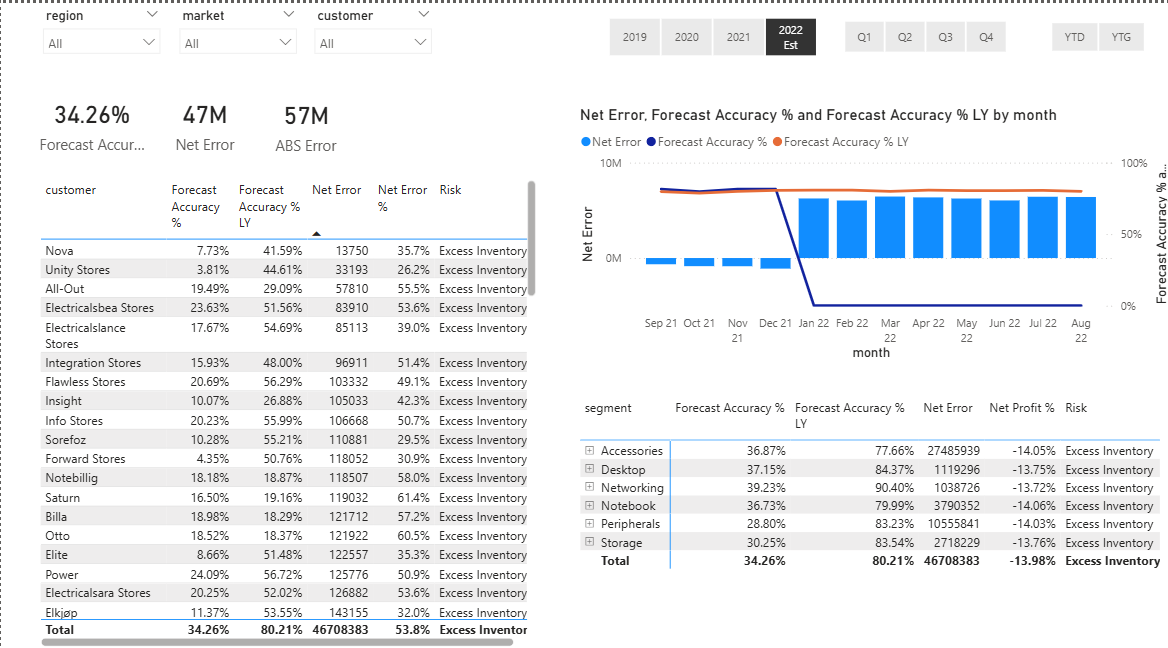 region market customer
All All All
2019 2020 2021 2022 Est Q1 Q2 Q3 Q4 YTD YTG
34.26% 47M 57M
Forecast Accur... Net Error ABS Error
customer Forecast Accuracy % Forecast Accuracy % LY Net Error Net Error % Risk
Nova 7.73% 41.59% 13750 35.7% Excess Inventory
Unity Stores 3.81% 44.61% 33193 26.2% Excess Inventory
All-Out 19.49% 29.09% 57810 55.5% Excess Inventory
Electricalsbea Stores 23.63% 51.56% 83910 53.6% Excess Inventory
Electricalslance Stores 17.67% 54.69% 85113 39.0% Excess Inventory
Integration Stores 15.93% 48.00% 96911 51.4% Excess Inventory
Flawless Stores 20.69% 56.29% 103332 49.1% Excess Inventory
Insight 10.07% 26.88% 105033 42.3% Excess Inventory
Info Stores 20.23% 55.99% 106668 50.7% Excess Inventory
Sorefoz 10.28% 55.21% 110881 29.5% Excess Inventory
Forward Stores 4.35% 50.76% 118052 30.9% Excess Inventory
Notebillig 18.18% 18.87% 118507 58.0% Excess Inventory
Saturn 16.50% 19.16% 119032 61.4% Excess Inventory
Billa 18.98% 18.29% 121712 57.2% Excess Inventory
Otto 18.52% 18.37% 121922 60.5% Excess Inventory
Elite 8.66% 51.48% 122557 35.3% Excess Inventory
Power 24.09% 56.72% 125776 50.9% Excess Inventory
Electricalsara Stores 20.25% 52.02% 126882 53.6% Excess Inventory
Elkjøp 11.37% 53.55% 143155 32.0% Excess Inventory
Total 34.26% 80.21% 46708383 53.8% Excess Inventor
Net Error, Forecast Accuracy % and Forecast Accuracy % LY by month
Net Error Forecast Accuracy % Forecast Accuracy % LY
10M 100%
50%
0M
0%
Net Error
Forecast Accuracy % a...
Sep 21 Oct 21 Nov 21 Dec 21 Jan 22 Feb 22 Mar 22 Apr 22 May 22 Jun 22 Jul 22 Aug 22
month
segment Forecast Accuracy % Forecast Accuracy % LY Net Error Net Profit % Risk
Accessories 36.87% 77.66% 27485939 -14.05% Excess Inventory
Desktop 37.15% 84.37% 1119296 -13.75% Excess Inventory
Networking 39.23% 90.40% 1038726 -13.72% Excess Inventory
Notebook 36.73% 79.99% 3790352 -14.06% Excess Inventory
Peripherals 28.80% 83.23% 10555841 -14.03% Excess Inventory
Storage 30.25% 83.54% 2718229 -13.76% Excess Inventory
Total 34.26% 80.21% 46708383 -13.98% Excess Inventory